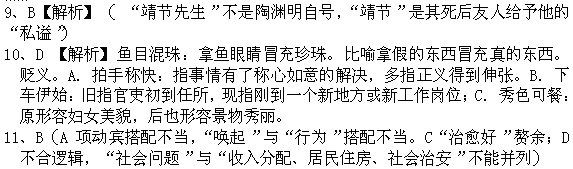 9、B【解析】（ “靖节先生”不是陶渊明自号，“靖节”是其死后友人给予他的
“私谥”）
10、D 【解析】鱼目混珠：拿鱼眼睛冒充珍珠。比喻拿假的东西冒充真的东西。
贬义。A. 拍手称快：指事情有了称心如意的解决，多指正义得到伸张。B. 下
车伊始：旧指官吏初到任所，现指刚到一个新地方或新工作岗位；C. 秀色可餐：
原形容妇女美貌，后也形容景物秀丽。
11、B（A 项动宾搭配不当，“唤起”与“行为”搭配不当。C“治愈好”赘余；D
不合逻辑，“社会问题”与“收入分配、居民住房、社会治安”不能并列）